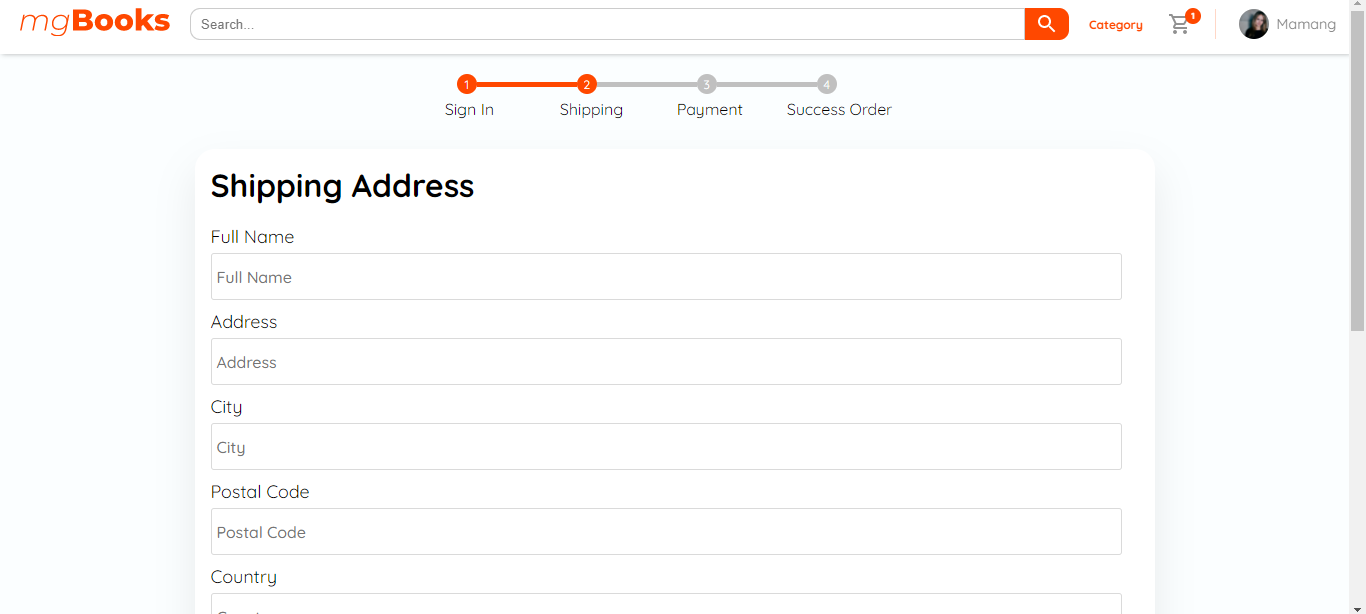 mgBooks Search... Category 1 Mamang
1 2 3 4
Sign In Shipping Payment Success Order
Shipping Address
Full Name
Full Name
Address
Address
City
City
Postal Code
Postal Code
Country